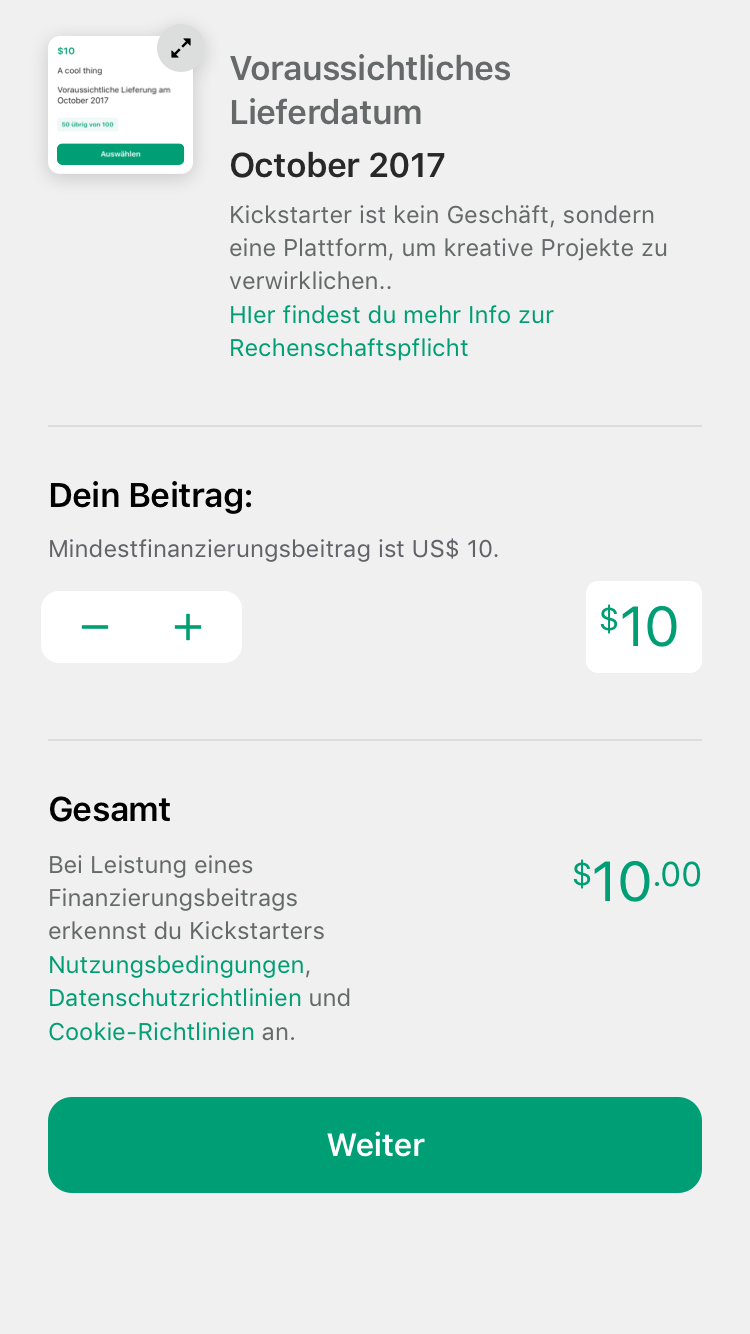 $10
A cool thing
Voraussichtliche Lieferung am
October 2017
50 übrig von 100
Auswählen
Voraussichtliches
Lieferdatum
October 2017
Kickstarter ist kein Geschäft, sondern
eine Plattform, um kreative Projekte zu
verwirklichen..
HIer findest du mehr Info zur
Rechenschaftspflicht
Dein Beitrag:
Mindestfinanzierungsbeitrag ist US$ 10.
− +
$10
Gesamt
Bei Leistung eines
Finanzierungsbeitrags
erkennst du Kickstarters
Nutzungsbedingungen,
Datenschutzrichtlinien und
Cookie-Richtlinien an.
$10.00
Weiter